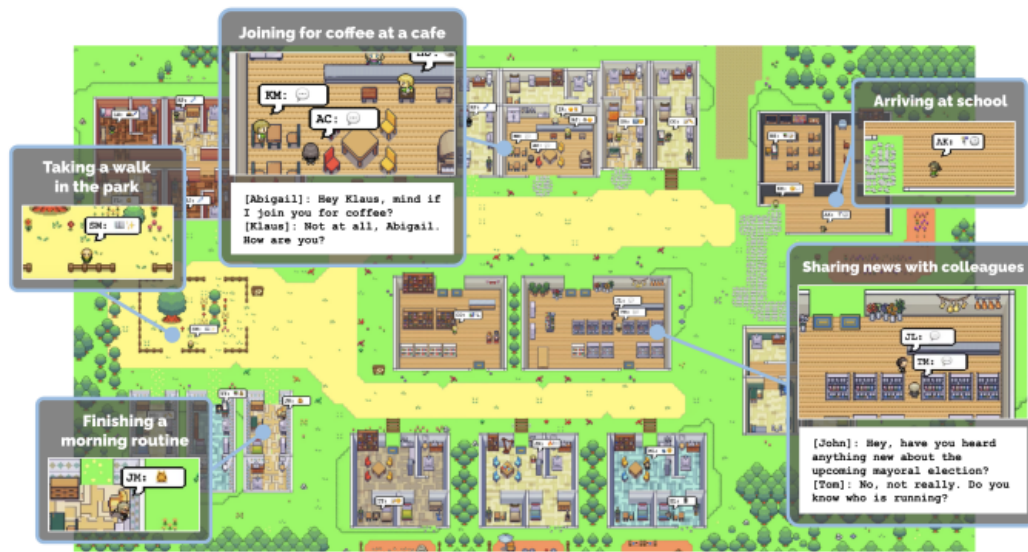 Joining for coffee at a cafe
KM:
AC:
[Abigail]: Hey Klaus, mind if
I join you for coffee?
[Klaus]: Not at all, Abigail.
How are you?
Taking a walk
in the park
SM:
Arriving at school
AK:
Sharing news with colleagues
JL:
TM:
[John]: Hey, have you heard
anything new about the
upcoming mayoral election?
[Tom]: No, not really. Do you
know who is running?
Finishing a
morning routine
JM: